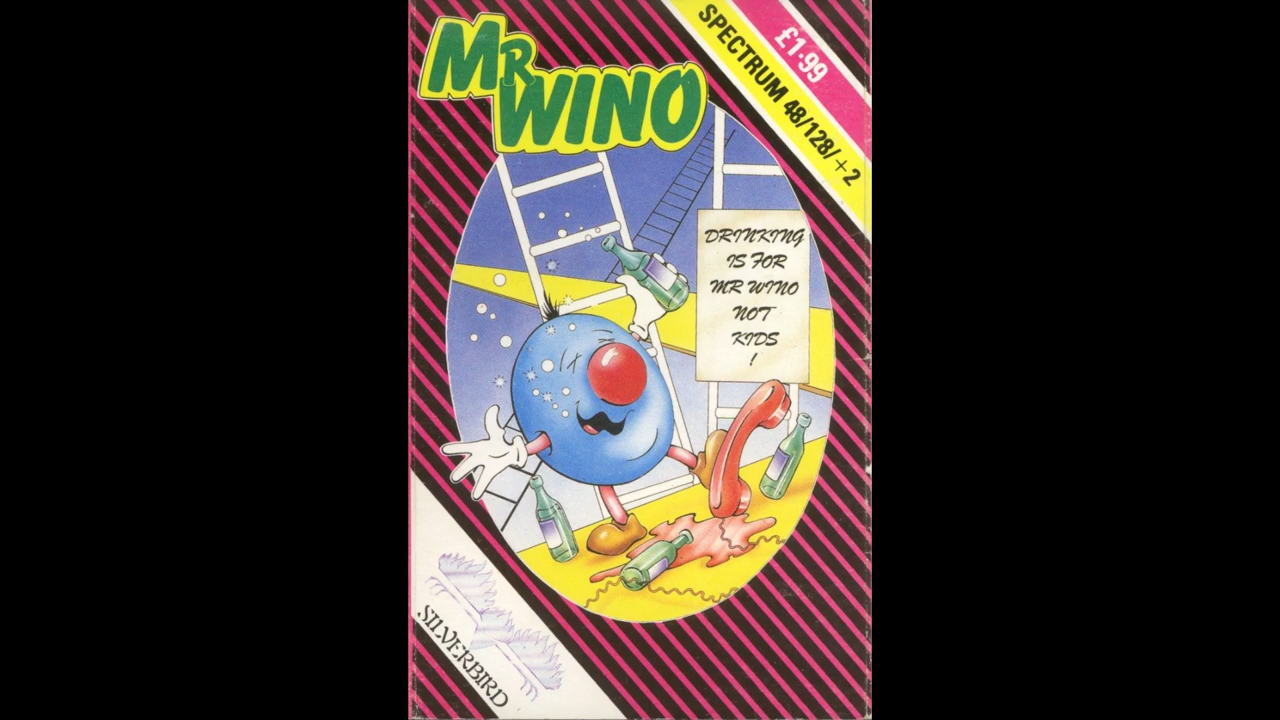 MR
WINO
£1.99
SPECTRUM 48/128/+2
DRINKING
IS FOR
MR WINO
NOT
KIDS
!
SILVERBIRD